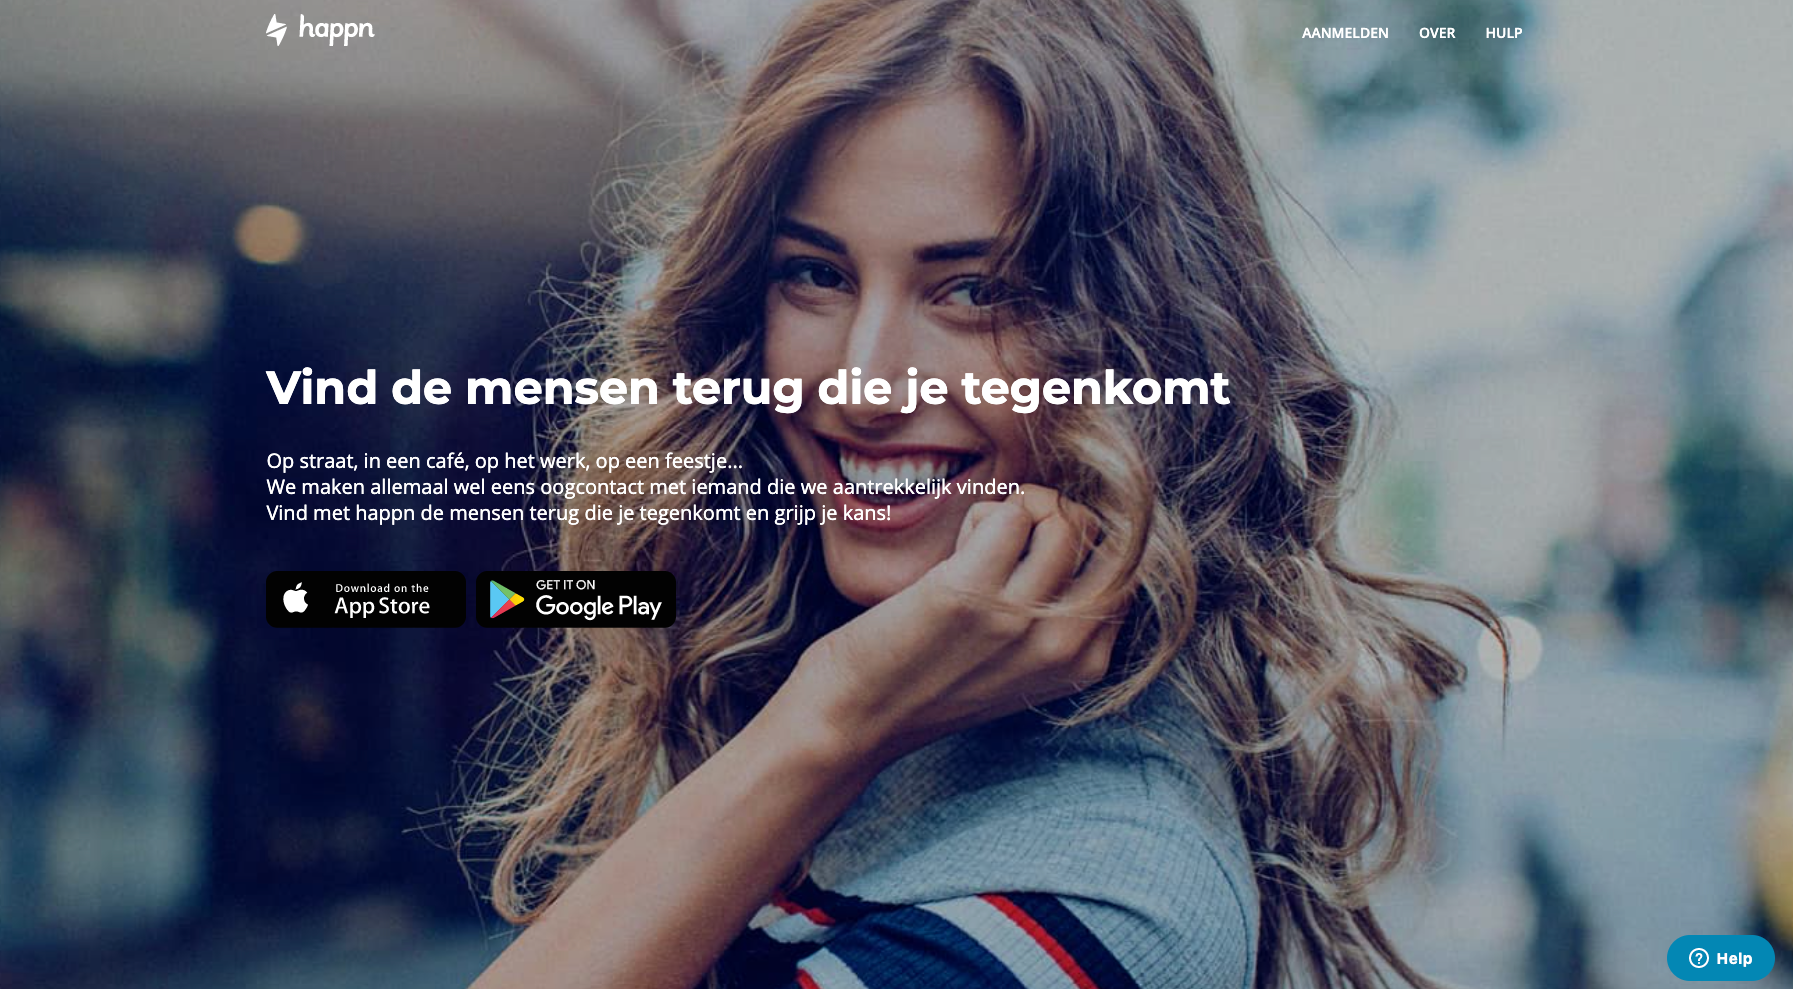 happn
AANMELDEN OVER HULP
Vind de mensen terug die je tegenkomt
Op straat, in een café, op het werk, op een feestje...
We maken allemaal wel eens oogcontact met iemand die we aantrekkelijk vinden.
Vind met happn de mensen terug die je tegenkomt en grijp je kans!
Download on the
App Store
GET IT ON
Google Play
Help